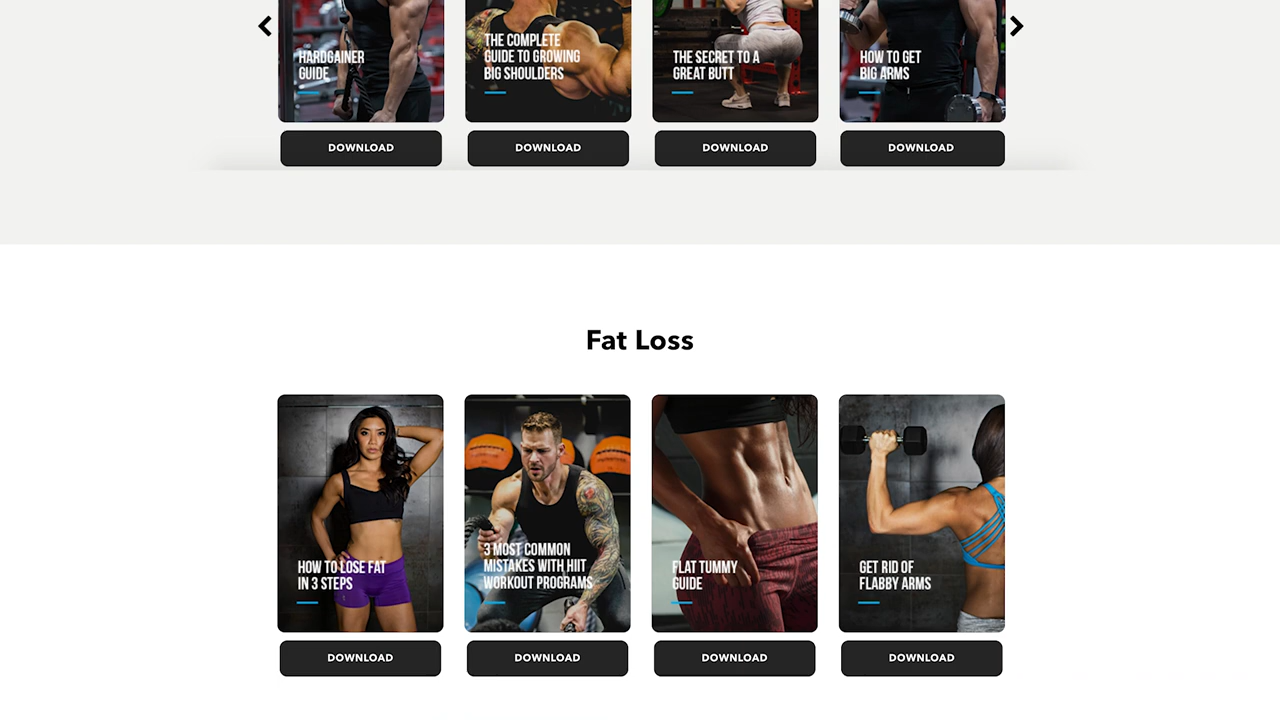 HARDGAINER
GUIDE
THE COMPLETE
GUIDE TO GROWING
BIG SHOULDERS
THE SECRET TO A
GREAT BUTT
HOW TO GET
BIG ARMS
DOWNLOAD
DOWNLOAD
DOWNLOAD
DOWNLOAD
Fat Loss
HOW TO LOSE FAT
IN 3 STEPS
3 MOST COMMON
MISTAKES WITH HIIT
WORKOUT PROGRAMS
FLAT TUMMY
GUIDE
GET RID OF
FLABBY ARMS
DOWNLOAD
DOWNLOAD
DOWNLOAD
DOWNLOAD